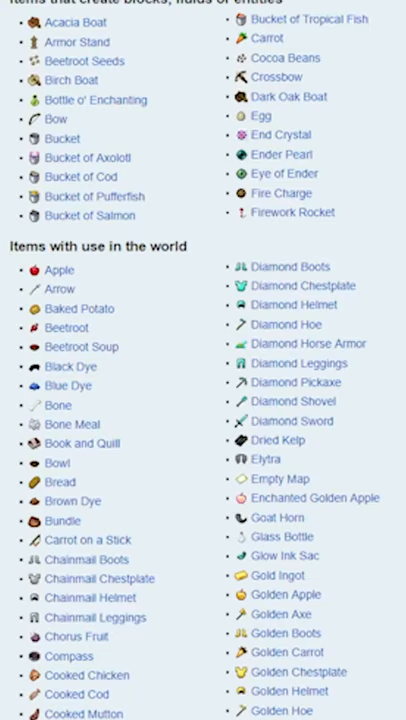 Items that create blocks, fluids or entities
Acacia Boat
Armor Stand
Beetroot Seeds
Birch Boat
Bottle o' Enchanting
Bow
Bucket
Bucket of Axolotl
Bucket of Cod
Bucket of Pufferfish
Bucket of Salmon
Bucket of Tropical Fish
Carrot
Cocoa Beans
Crossbow
Dark Oak Boat
Egg
End Crystal
Ender Pearl
Eye of Ender
Fire Charge
Firework Rocket
Items with use in the world
Apple
Arrow
Baked Potato
Beetroot
Beetroot Soup
Black Dye
Blue Dye
Bone
Bone Meal
Book and Quill
Bowl
Bread
Brown Dye
Bundle
Carrot on a Stick
Chainmail Boots
Chainmail Chestplate
Chainmail Helmet
Chainmail Leggings
Chorus Fruit
Compass
Cooked Chicken
Cooked Cod
Cooked Mutton
Diamond Boots
Diamond Chestplate
Diamond Helmet
Diamond Hoe
Diamond Horse Armor
Diamond Leggings
Diamond Pickaxe
Diamond Shovel
Diamond Sword
Dried Kelp
Elytra
Empty Map
Enchanted Golden Apple
Goat Horn
Glass Bottle
Glow Ink Sac
Gold Ingot
Golden Apple
Golden Axe
Golden Boots
Golden Carrot
Golden Chestplate
Golden Helmet
Golden Hoe